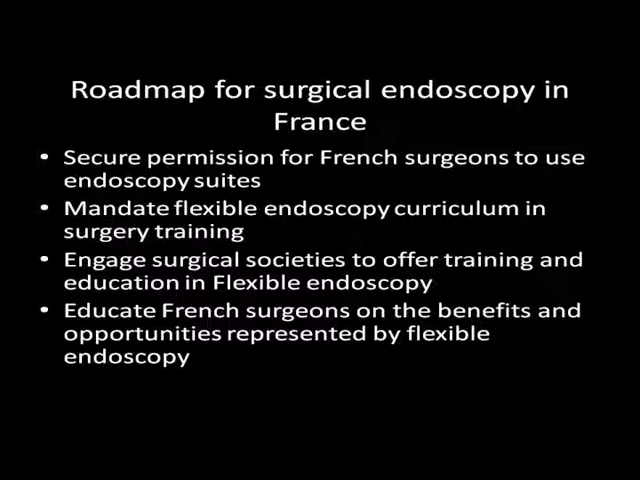 Roadmap for surgical endoscopy in
France
• Secure permission for French surgeons to use
endoscopy suites
• Mandate flexible endoscopy curriculum in
surgery training
• Engage surgical societies to offer training and
education in Flexible endoscopy
• Educate French surgeons on the benefits and
opportunities represented by flexible
endoscopy